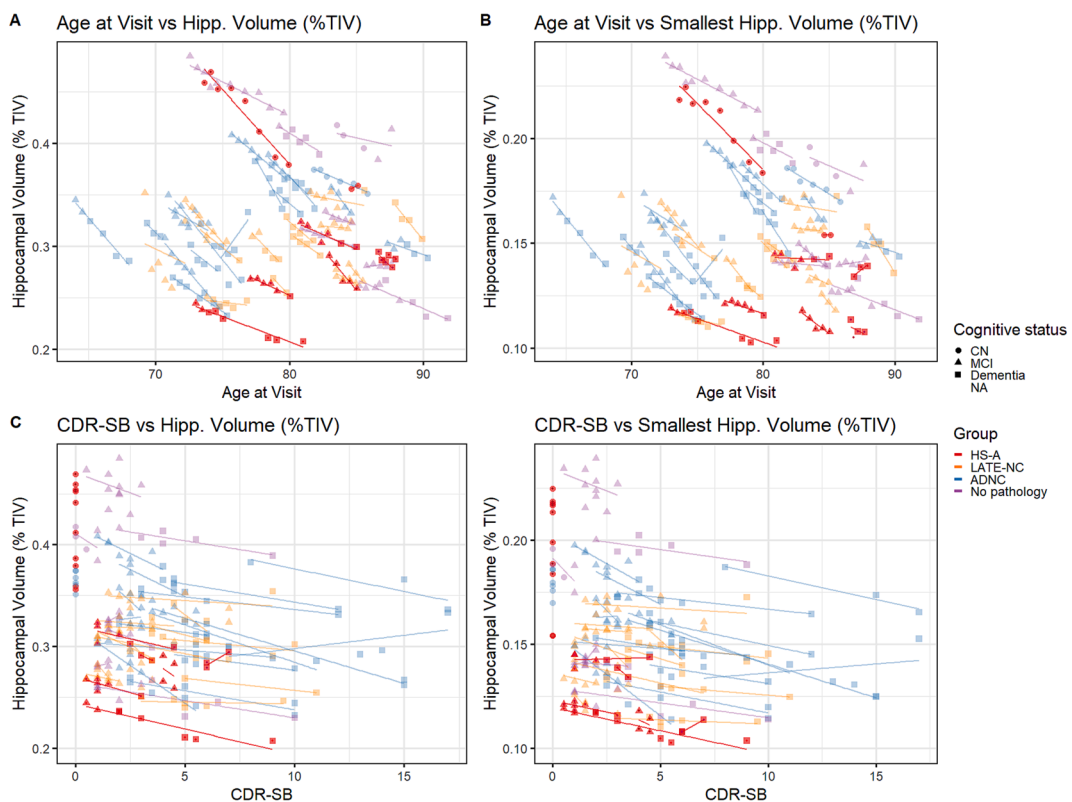 A Age at Visit vs Hipp. Volume (%TIV)
Hippocampal Volume (% TIV)
0.4
0.3
0.2
70 80 90
Age at Visit
B Age at Visit vs Smallest Hipp. Volume (%TIV)
Hippocampal Volume (% TIV)
0.20
0.15
0.10
70 80 90
Age at Visit
Cognitive status
CN
MCI
Dementia
NA
Group
HS-A
LATE-NC
ADNC
No pathology
C CDR-SB vs Hipp. Volume (%TIV)
Hippocampal Volume (% TIV)
0.4
0.3
0.2
0 5 10 15
CDR-SB
CDR-SB vs Smallest Hipp. Volume (%TIV)
Hippocampal Volume (% TIV)
0.20
0.15
0.10
0 5 10 15
CDR-SB